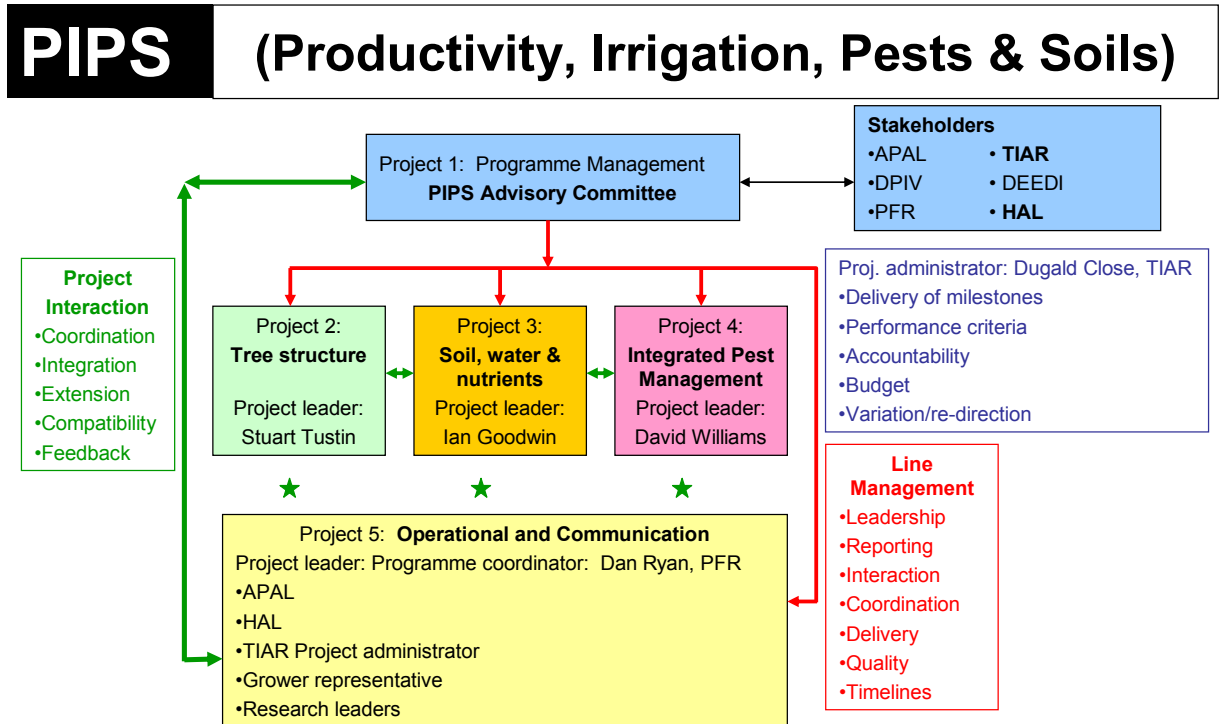 PIPS (Productivity, Irrigation, Pests & Soils)
Project 1: Programme Management
PIPS Advisory Committee
Stakeholders
•APAL • TIAR
•DPIV • DEEDI
•PFR • HAL
Project
Interaction
•Coordination
•Integration
•Extension
•Compatibility
•Feedback
Project 2:
Tree structure
Project leader:
Stuart Tustin
Project 3:
Soil, water &
nutrients
Project leader:
Ian Goodwin
Project 4:
Integrated Pest
Management
Project leader:
David Williams
Proj. administrator: Dugald Close, TIAR
•Delivery of milestones
•Performance criteria
•Accountability
•Budget
•Variation/re-direction
Line
Management
•Leadership
•Reporting
•Interaction
•Coordination
•Delivery
•Quality
•Timelines
Project 5: Operational and Communication
Project leader: Programme coordinator: Dan Ryan, PFR
•APAL
•HAL
•TIAR Project administrator
•Grower representative
•Research leaders